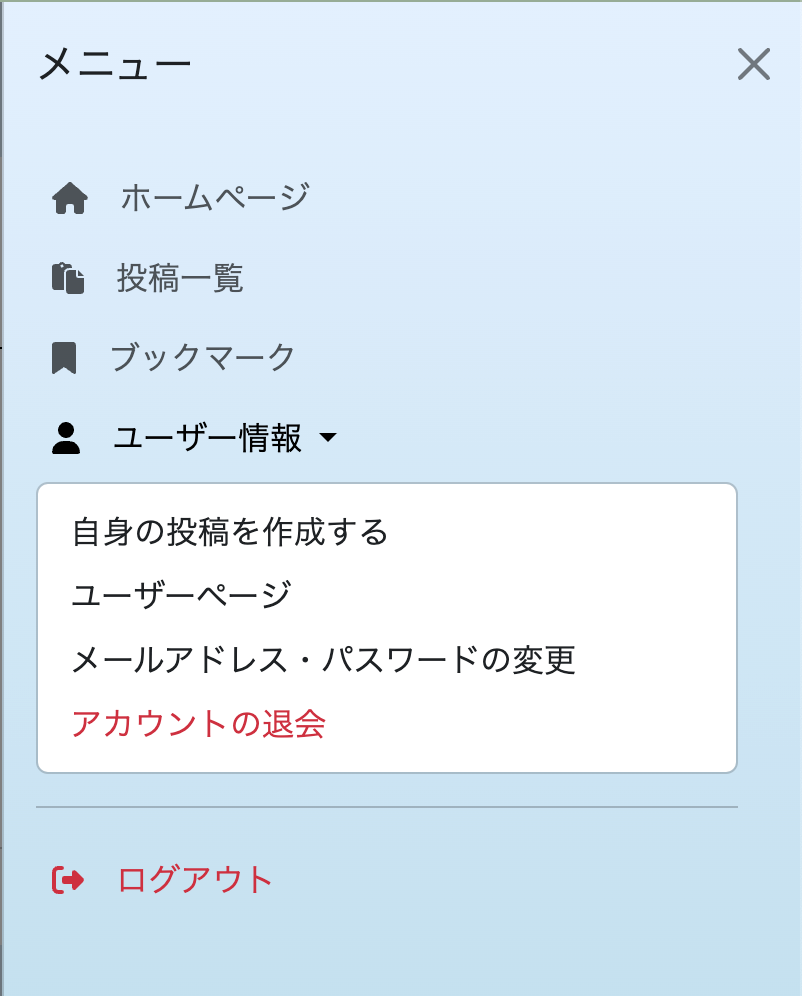 メニュー
ホームページ
投稿一覧
ブックマーク
ユーザー情報
自身の投稿を作成する
ユーザーページ
メールアドレス・パスワードの変更
アカウントの退会
ログアウト